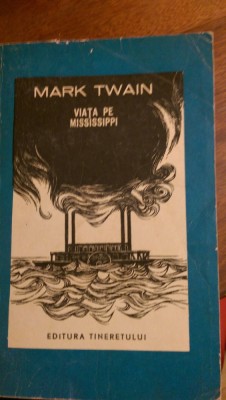 MARK TWAIN
VIAȚA PE
MISSISSIPPI
EDITURA TINERETULUI